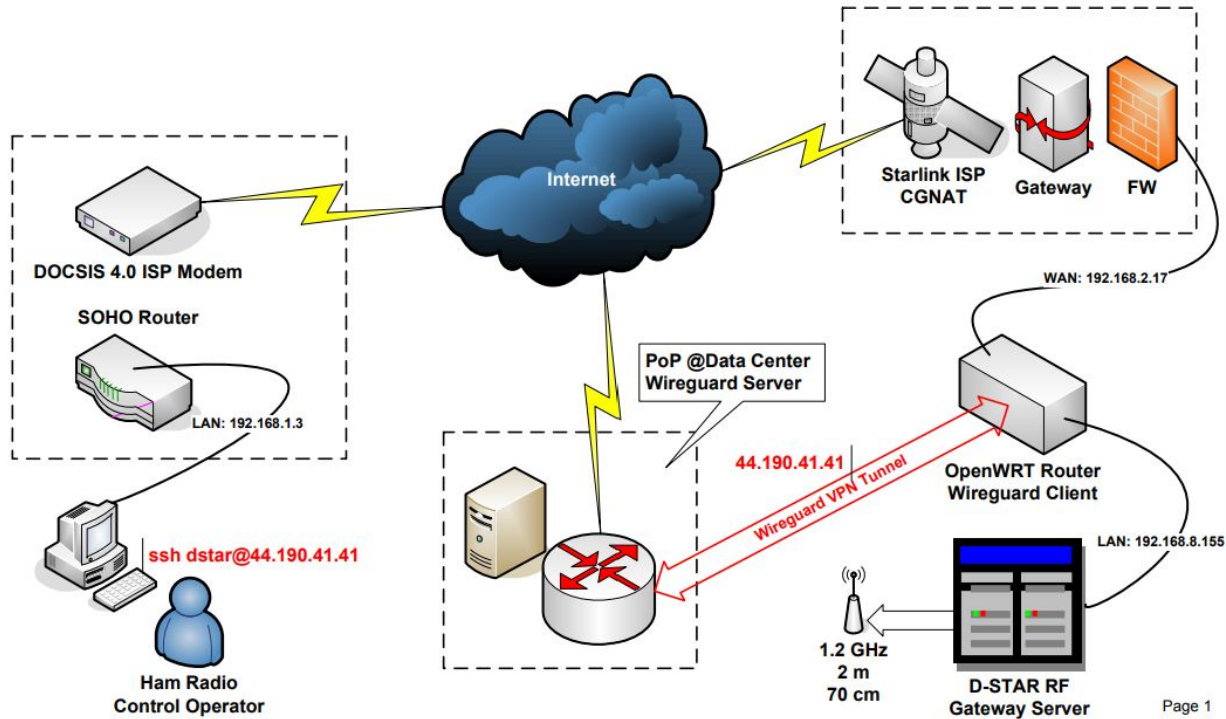 Internet
Starlink ISP
CGNAT
Gateway
FW
DOCSIS 4.0 ISP Modem
SOHO Router
LAN: 192.168.1.3
WAN: 192.168.2.17
PoP @Data Center
Wireguard Server
44.190.41.41
Wireguard VPN Tunnel
OpenWRT Router
Wireguard Client
LAN: 192.168.8.155
ssh dstar@44.190.41.41
Ham Radio
Control Operator
1.2 GHz
2 m
70 cm
D-STAR RF
Gateway Server
Page 1